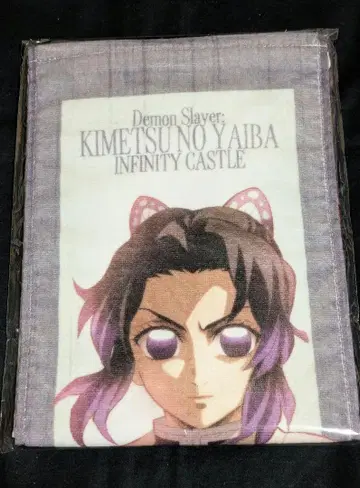 Demon Slayer:
KIMETSU NO YAIBA
INFINITY CASTLE